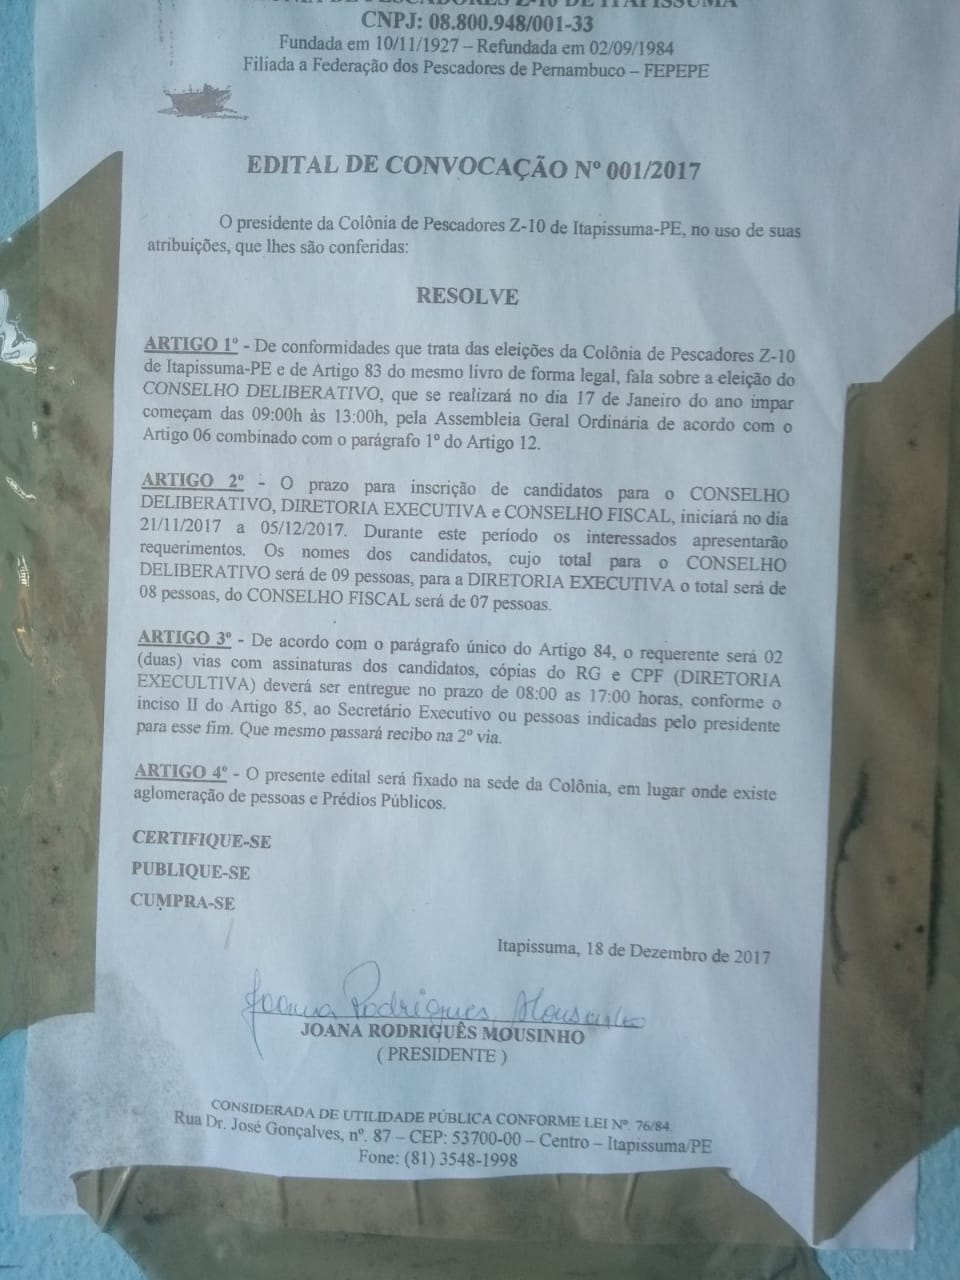 DE PESCADORES Z-10 DE ITAPISSUMA
CNPJ: 08.800.948/001-33
Fundada em 10/11/1927 – Refundada em 02/09/1984
Filiada a Federação dos Pescadores de Pernambuco – FEPEPE
EDITAL DE CONVOCAÇÃO Nº 001/2017
O presidente da Colônia de Pescadores Z-10 de Itapissuma-PE, no uso de suas
atribuições, que lhes são conferidas:
RESOLVE
ARTIGO 1º - De conformidades que trata das eleições da Colônia de Pescadores Z-10
de Itapissuma-PE e de Artigo 83 do mesmo livro de forma legal, fala sobre a eleição do
CONSELHO DELIBERATIVO, que se realizará no dia 17 de Janeiro do ano impar
começam das 09:00h às 13:00h, pela Assembleia Geral Ordinária de acordo com o
Artigo 06 combinado com o parágrafo 1º do Artigo 12.
ARTIGO 2º - O prazo para inscrição de candidatos para o CONSELHO
DELIBERATIVO, DIRETORIA EXECUTIVA e CONSELHO FISCAL, iniciará no dia
21/11/2017 a 05/12/2017. Durante este período os interessados apresentarão
requerimentos. Os nomes dos candidatos, cujo total para o CONSELHO
DELIBERATIVO será de 09 pessoas, para a DIRETORIA EXECUTIVA o total será de
08 pessoas, do CONSELHO FISCAL será de 07 pessoas.
ARTIGO 3º - De acordo com o parágrafo único do Artigo 84, o requerente será 02
(duas) vias com assinaturas dos candidatos, cópias do RG e CPF (DIRETORIA
EXECULTIVA) deverá ser entregue no prazo de 08:00 as 17:00 horas, conforme o
inciso II do Artigo 85, ao Secretário Executivo ou pessoas indicadas pelo presidente
para esse fim. Que mesmo passará recibo na 2º via.
ARTIGO 4º - O presente edital será fixado na sede da Colônia, em lugar onde existe
aglomeração de pessoas e Prédios Públicos.
CERTIFIQUE-SE
PUBLIQUE-SE
CUMPRA-SE
Itapissuma, 18 de Dezembro de 2017
Joana Rodrigues Mousinho
JOANA RODRIGUÊS MOUSINHO
( PRESIDENTE )
CONSIDERADA DE UTILIDADE PÚBLICA CONFORME LEI Nº. 76/84.
Rua Dr. José Gonçalves, nº. 87 – CEP: 53700-00 – Centro – Itapissuma/PE
Fone: (81) 3548-1998